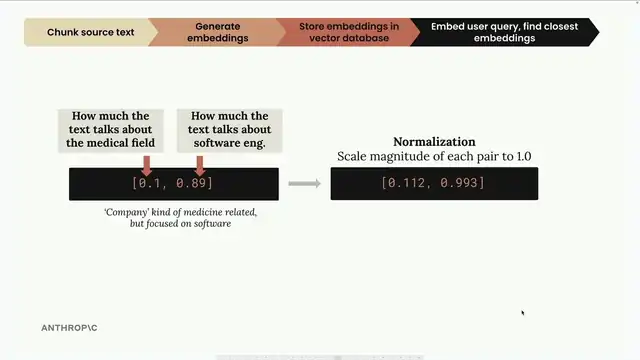 Chunk source text
Generate
embeddings
Store embeddings in
vector database
Embed user query, find closest
embeddings
How much the
text talks about
the medical field
How much the
text talks about
software eng.
[0.1, 0.89]
'Company' kind of medicine related,
but focused on software
Normalization
Scale magnitude of each pair to 1.0
[0.112, 0.993]
ANTHROP\C